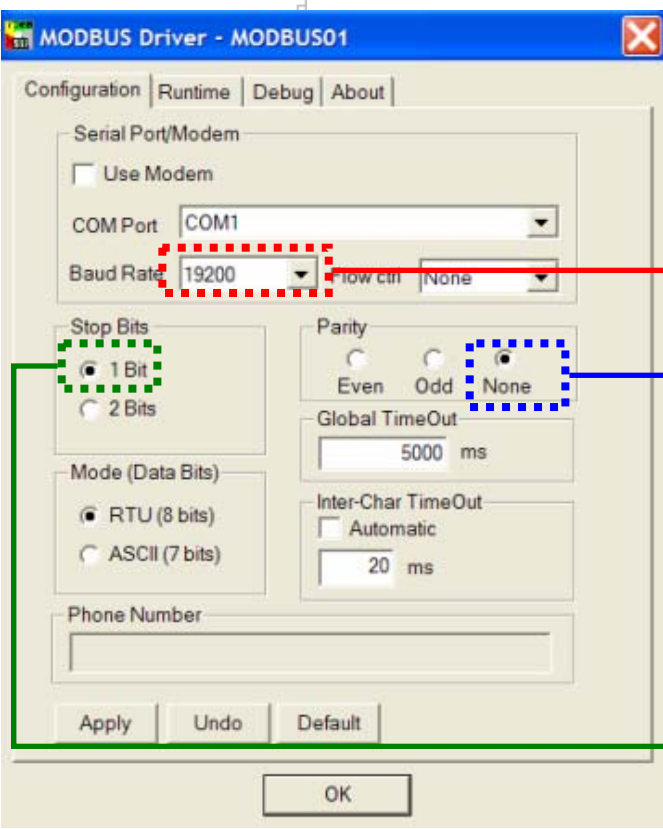 MODBUS Driver - MODBUS01
Configuration Runtime Debug About
Serial Port/Modem
Use Modem
COM Port COM1
Baud Rate 19200 Flow ctrl None
Stop Bits
1 Bit
2 Bits
Parity
Even Odd None
Global TimeOut
5000 ms
Mode (Data Bits)
RTU (8 bits)
ASCII (7 bits)
Inter-Char TimeOut
Automatic
20 ms
Phone Number
Apply Undo Default
OK